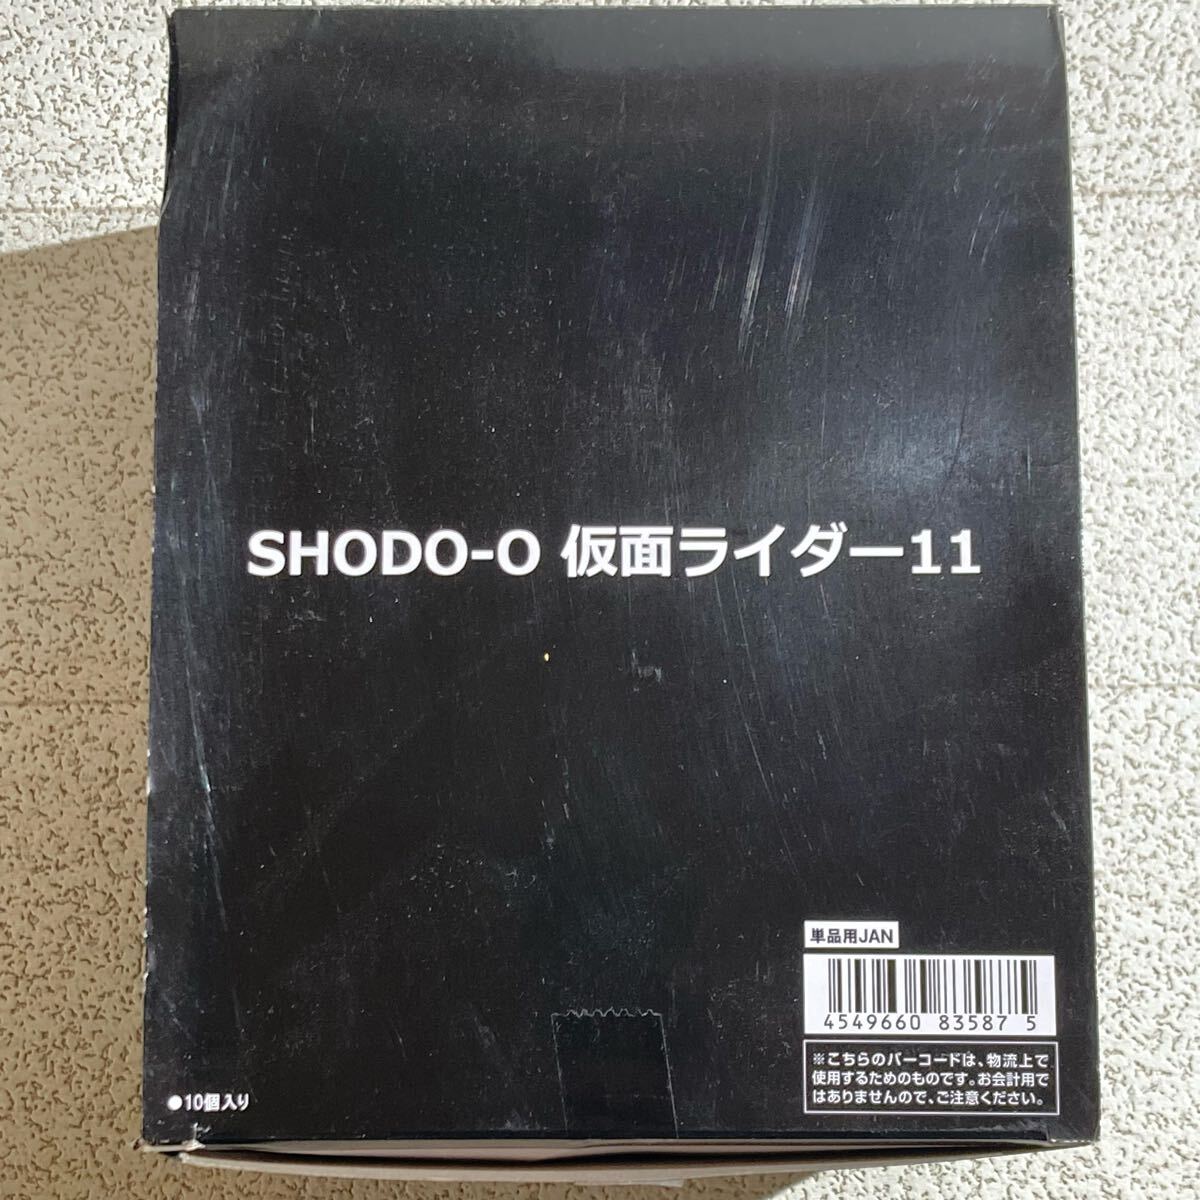 SHODO-O 仮面ライダー11
単品用JAN
4549660 83587 5
※こちらのバーコードは、物流上で
使用するためのものです。お会計用で
はありませんので、ご注意ください。
●10個入り